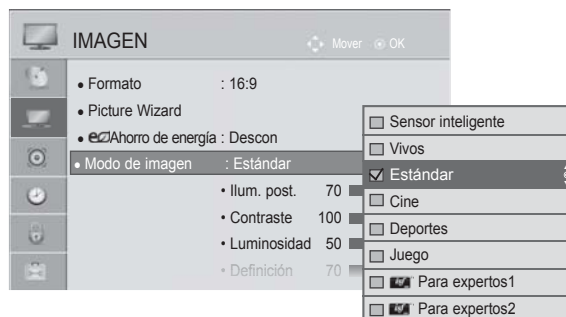 IMAGEN
Mover OK
• Formato : 16:9
• Picture Wizard
• eco Ahorro de energía : Descon
• Modo de imagen : Estándar
• Ilum. post. 70
• Contraste 100
• Luminosidad 50
• Definición 70
Sensor inteligente
Vivos
Estándar
Cine
Deportes
Juego
Para expertos1
Para expertos2